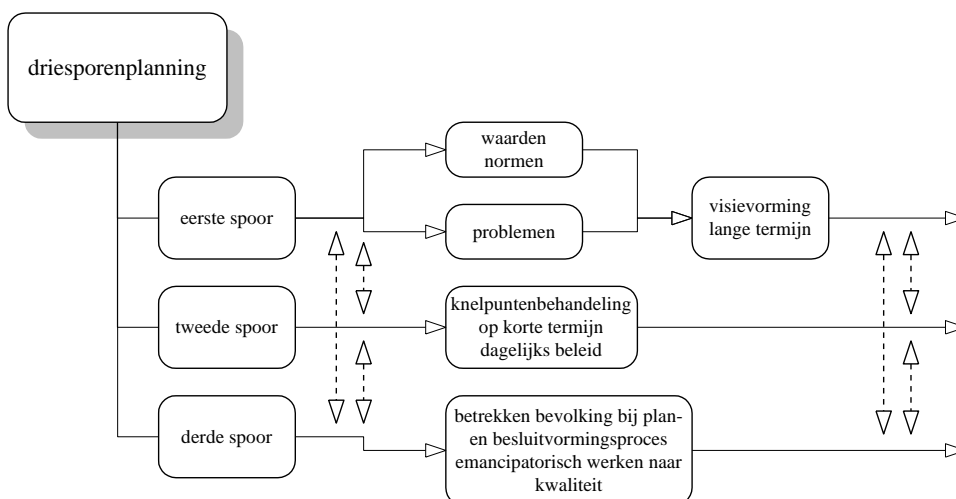 driesporenplanning
eerste spoor
waarden
normen
problemen
visievorming
lange termijn
tweede spoor
knelpuntenbehandeling
op korte termijn
dagelijks beleid
derde spoor
betrekken bevolking bij plan-
en besluitvormingsproces
emancipatorisch werken naar
kwaliteit